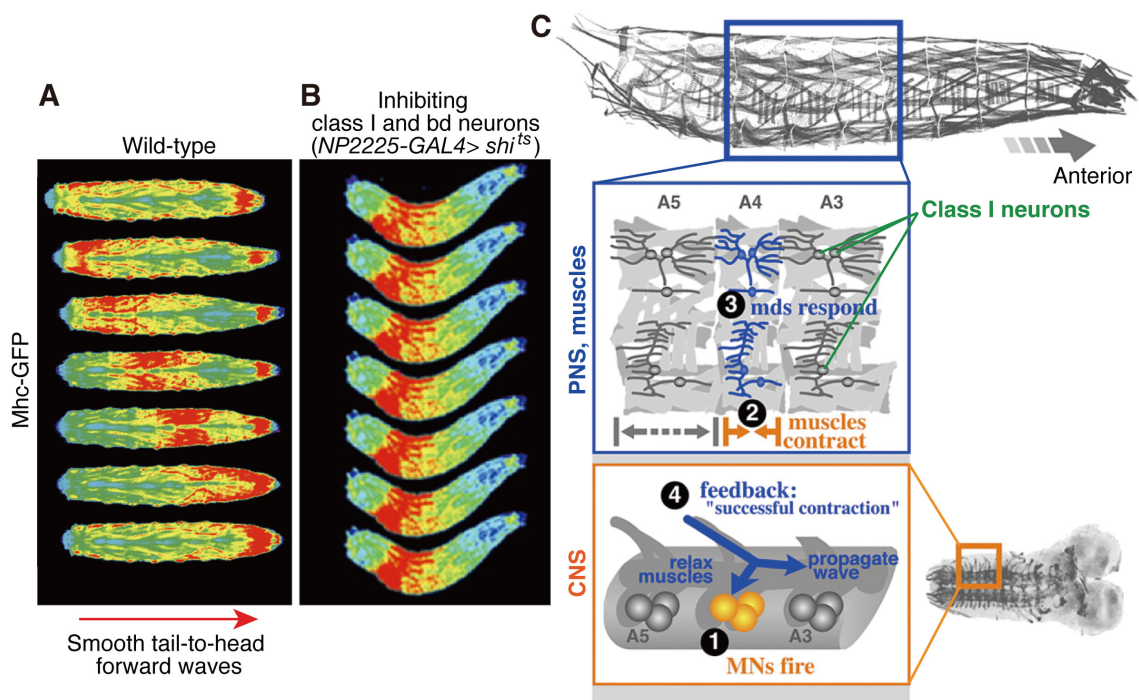 A
Wild-type
Mhc-GFP
Smooth tail-to-head
forward waves
B
Inhibiting
class I and bd neurons
(NP2225-GAL4> shi^ts)
C
Anterior
PNS, muscles
A5
A4
A3
Class I neurons
3 mds respond
2
muscles
contract
CNS
4 feedback:
"successful contraction"
relax
muscles
propagate
wave
A5
A3
1
MNs fire